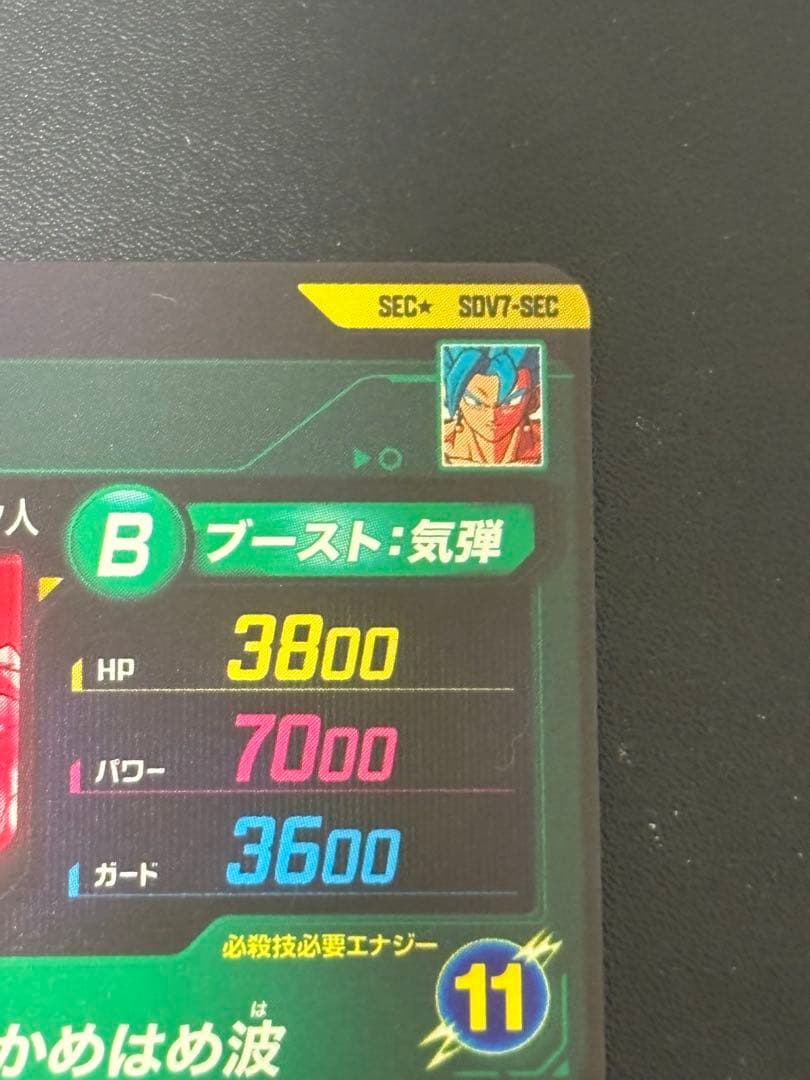 SEC★ SDV7-SEC
人
B ブースト:気弾
HP 3800
パワー 7000
ガード 3600
必殺技必要エナジー
11
は
かめはめ波